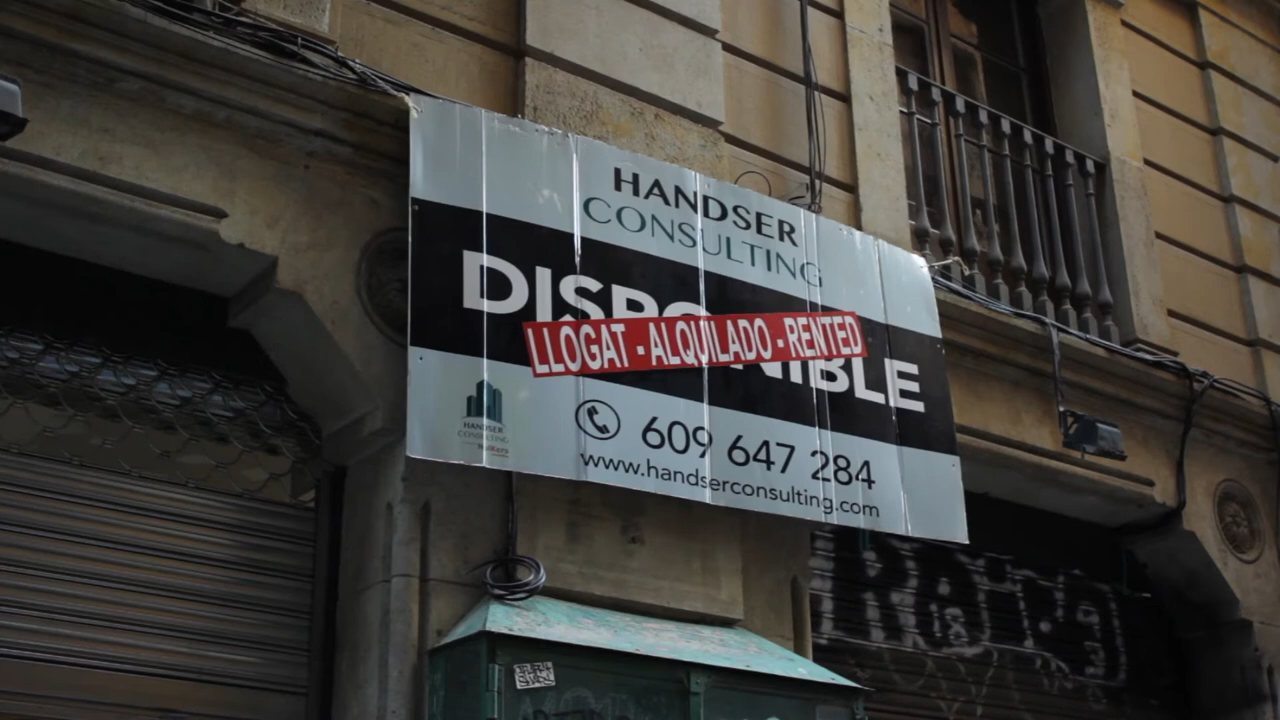 HANDSER
CONSULTING
DISPONIBLE
LLOGAT - ALQUILADO - RENTED
609 647 284
www.handserconsulting.com
HANDSER
CONSULTING